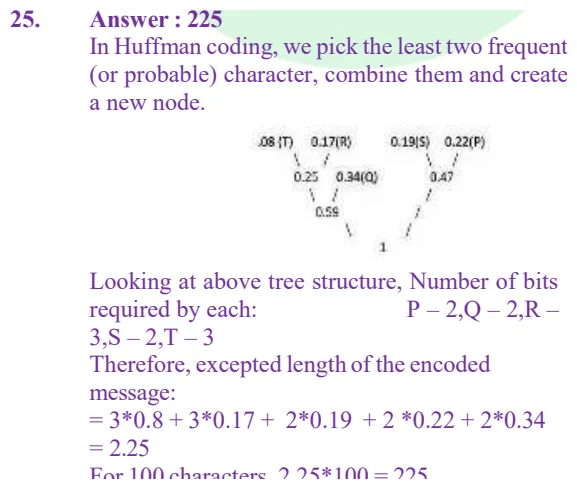 25. Answer : 225
In Huffman coding, we pick the least two frequent
(or probable) character, combine them and create
a new node.
.08 (T) 0.17(R) 0.19(S) 0.22(P)
0.25 0.34(Q) 0.47
0.59
1
Looking at above tree structure, Number of bits
required by each: P – 2,Q – 2,R –
3,S – 2,T – 3
Therefore, excepted length of the encoded
message:
= 3*0.8 + 3*0.17 + 2*0.19 + 2 *0.22 + 2*0.34
= 2.25
For 100 characters, 2.25*100 = 225